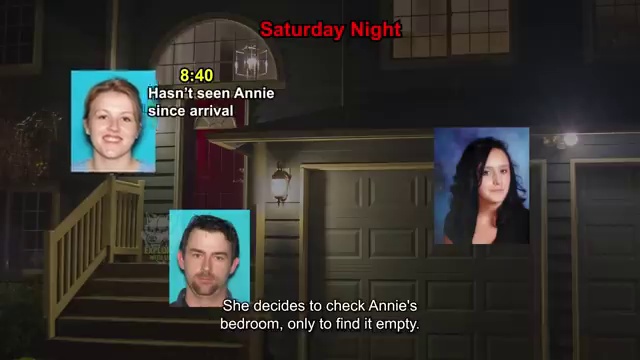 Saturday Night
8:40
Hasn't seen Annie
since arrival
She decides to check Annie's
bedroom, only to find it empty.